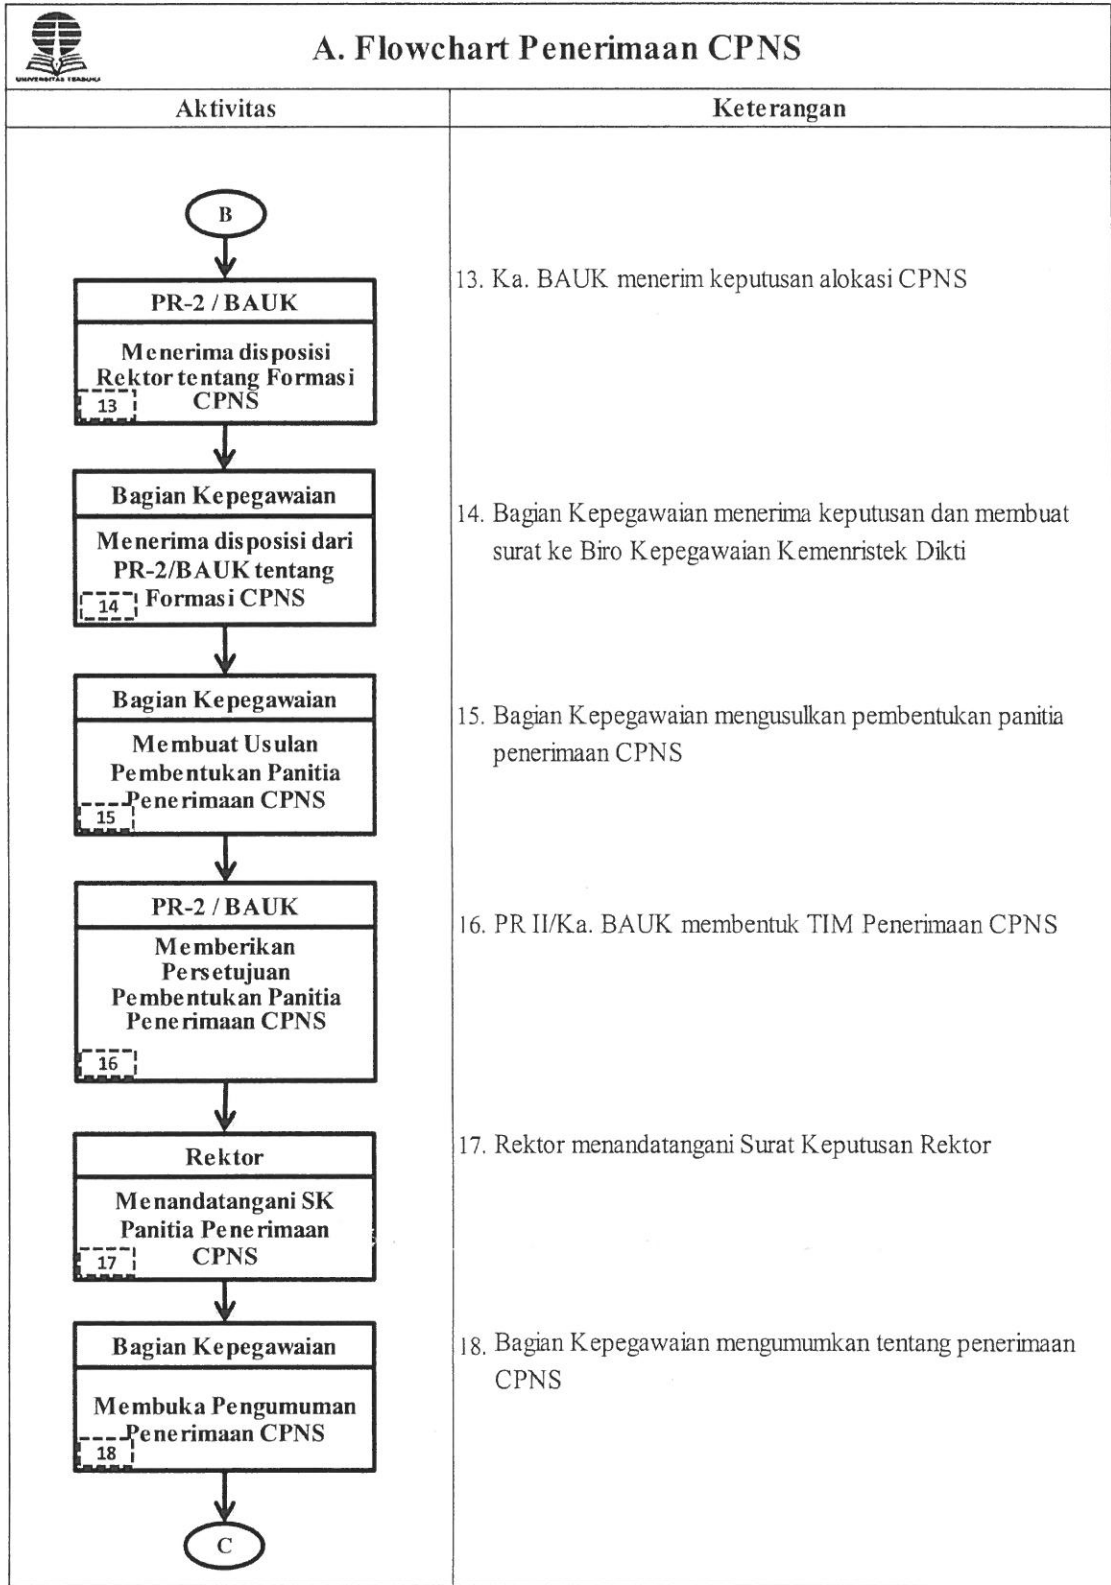 UNIVERSITAS TERBUKA
A. Flowchart Penerimaan CPNS
Aktivitas
Keterangan
B
PR-2 / BAUK
Menerima disposisi
Rektor tentang Formasi
CPNS
13
13. Ka. BAUK menerim keputusan alokasi CPNS
Bagian Kepegawaian
Menerima disposisi dari
PR-2/BAUK tentang
Formasi CPNS
14
14. Bagian Kepegawaian menerima keputusan dan membuat
surat ke Biro Kepegawaian Kemenristek Dikti
Bagian Kepegawaian
Membuat Usulan
Pembentukan Panitia
Penerimaan CPNS
15
15. Bagian Kepegawaian mengusulkan pembentukan panitia
penerimaan CPNS
PR-2 / BAUK
Memberikan
Persetujuan
Pembentukan Panitia
Penerimaan CPNS
16
16. PR II/Ka. BAUK membentuk TIM Penerimaan CPNS
Rektor
Menandatangani SK
Panitia Penerimaan
CPNS
17
17. Rektor menandatangani Surat Keputusan Rektor
Bagian Kepegawaian
Membuka Pengumuman
Penerimaan CPNS
18
18. Bagian Kepegawaian mengumumkan tentang penerimaan
CPNS
C